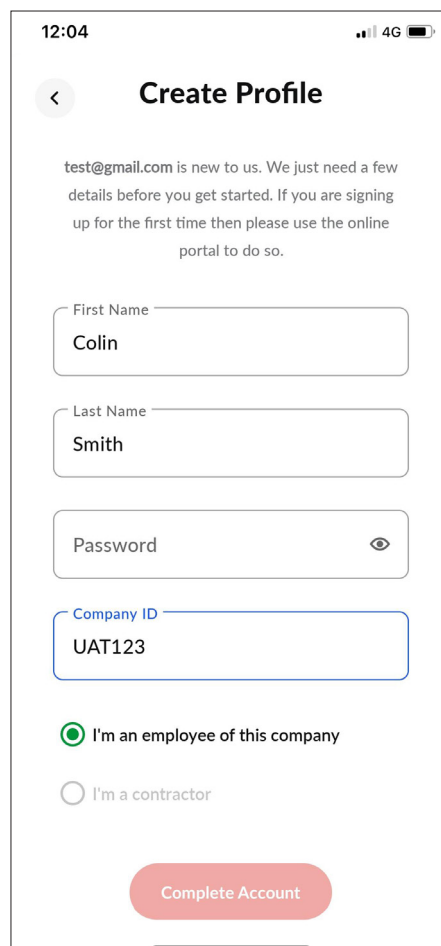 12:04
4G
Create Profile
test@gmail.com is new to us. We just need a few
details before you get started. If you are signing
up for the first time then please use the online
portal to do so.
First Name
Colin
Last Name
Smith
Password
Company ID
UAT123
I'm an employee of this company
I'm a contractor
Complete Account